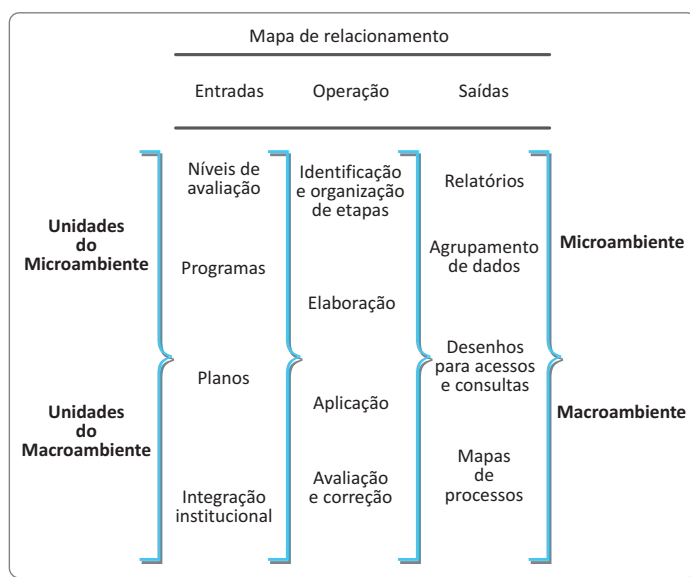 Mapa de relacionamento
Entradas
Operação
Saídas
Unidades
do
Microambiente
Unidades
do
Macroambiente
Níveis de
avaliação
Programas
Planos
Integração
institucional
Identificação
e organização
de etapas
Elaboração
Aplicação
Avaliação
e correção
Relatórios
Agrupamento
de dados
Desenhos
para acessos
e consultas
Mapas
de
processos
Microambiente
Macroambiente